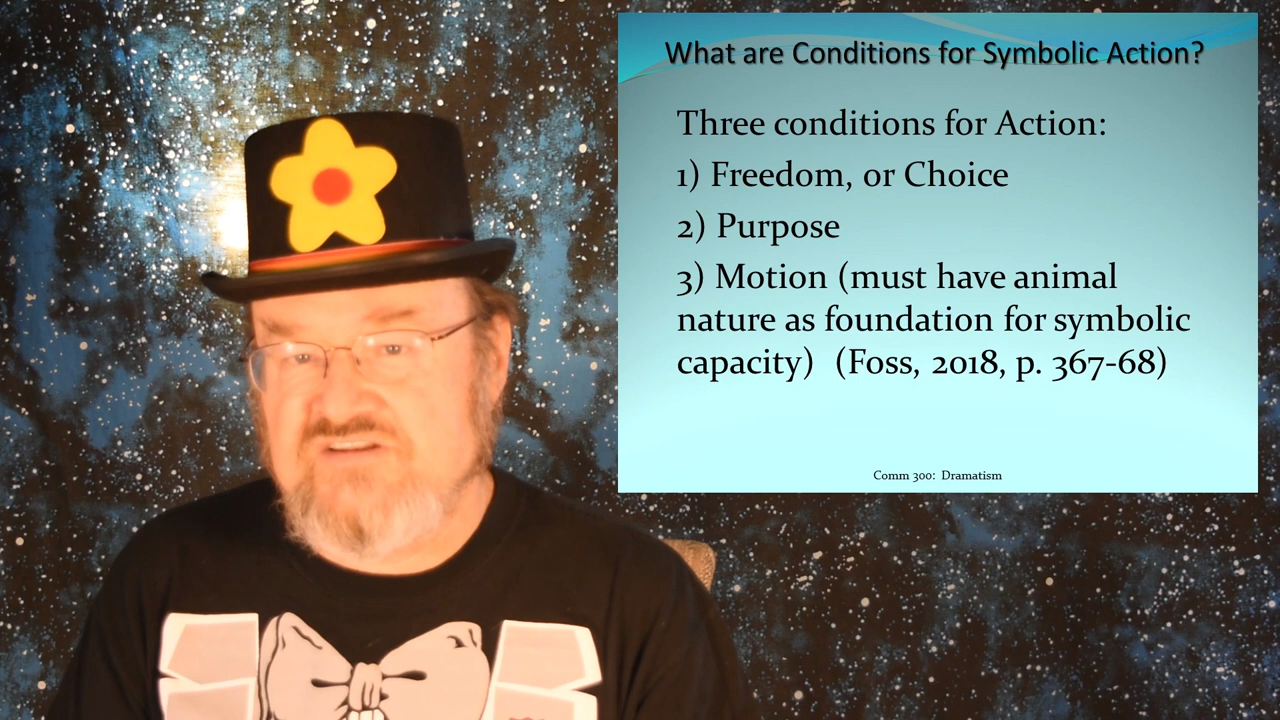 What are Conditions for Symbolic Action?
Three conditions for Action:
1) Freedom, or Choice
2) Purpose
3) Motion (must have animal
nature as foundation for symbolic
capacity)  (Foss, 2018, p. 367-68)
Comm 300:  Dramatism